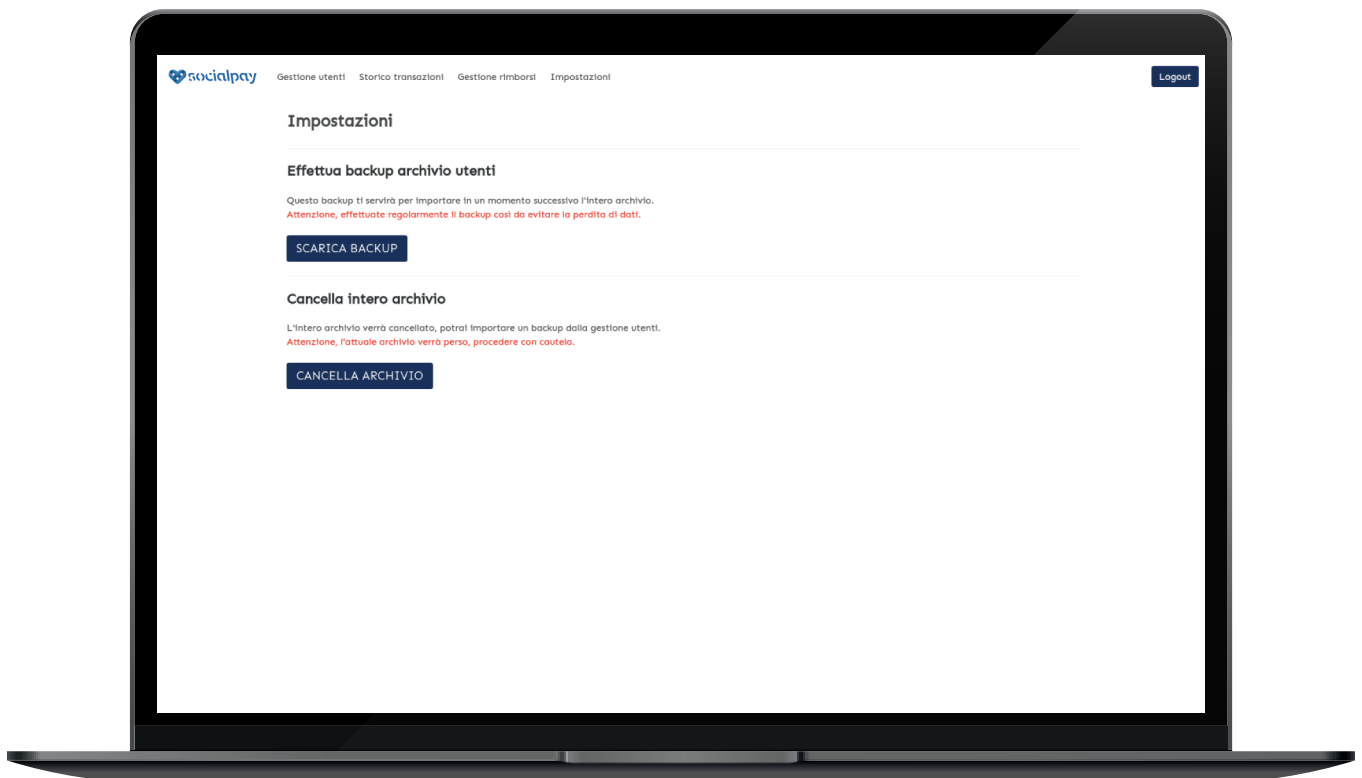 socialpay
Gestione utenti Storico transazioni Gestione rimborsi Impostazioni
Logout
Impostazioni
Effettua backup archivio utenti
Questo backup ti servirà per importare in un momento successivo l'intero archivio.
Attenzione, effettuate regolarmente il backup così da evitare la perdita di dati.
SCARICA BACKUP
Cancella intero archivio
L'intero archivio verrà cancellato, potrai importare un backup dalla gestione utenti.
Attenzione, l'attuale archivio verrà perso, procedere con cautela.
CANCELLA ARCHIVIO